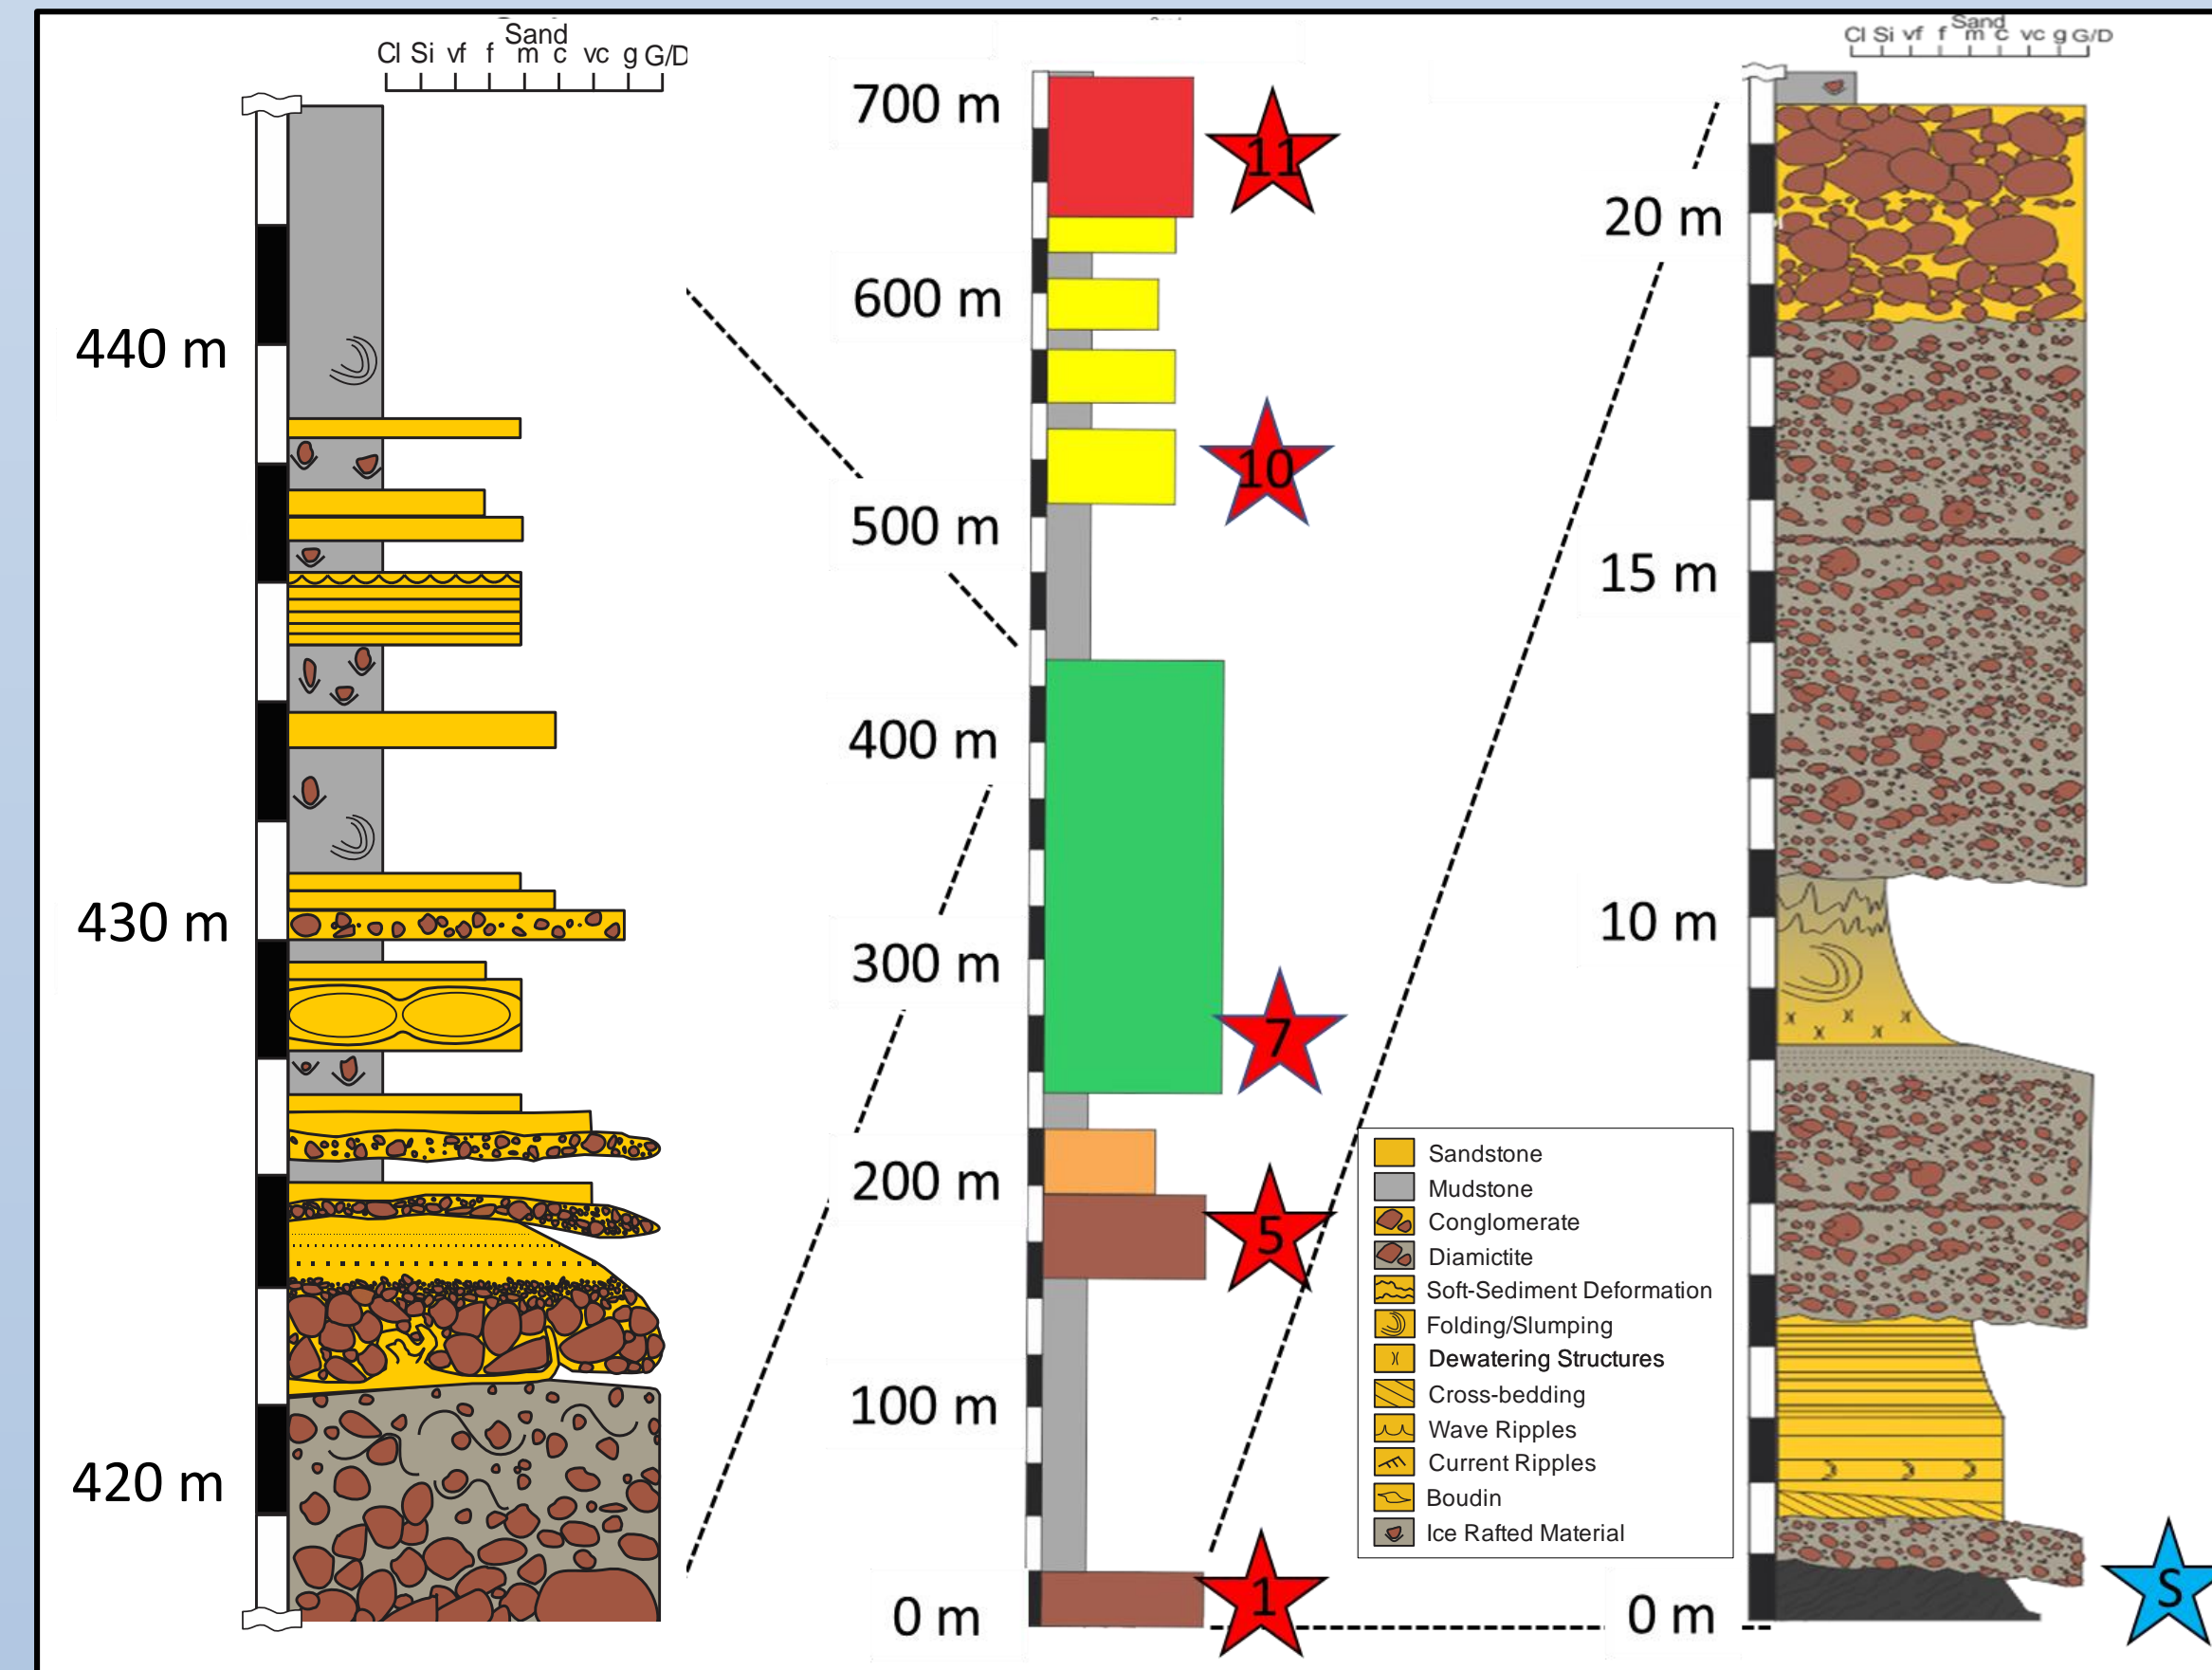 Sand
Cl Si vf f m c vc g G/D
440 m
430 m
420 m
700 m
600 m
500 m
400 m
300 m
200 m
100 m
0 m
11
10
7
5
1
Sand
Cl Si vf f m c vc g G/D
20 m
15 m
10 m
0 m
S
Sandstone
Mudstone
Conglomerate
Diamictite
Soft-Sediment Deformation
Folding/Slumping
Dewatering Structures
Cross-bedding
Wave Ripples
Current Ripples
Boudin
Ice Rafted Material